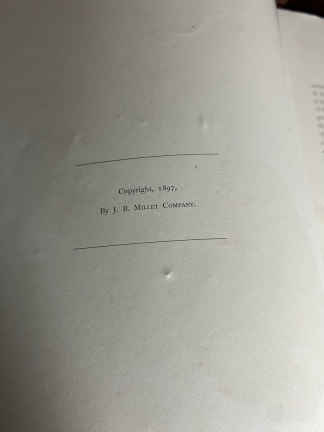 Copyright, 1897,
By J. B. Millet Company.